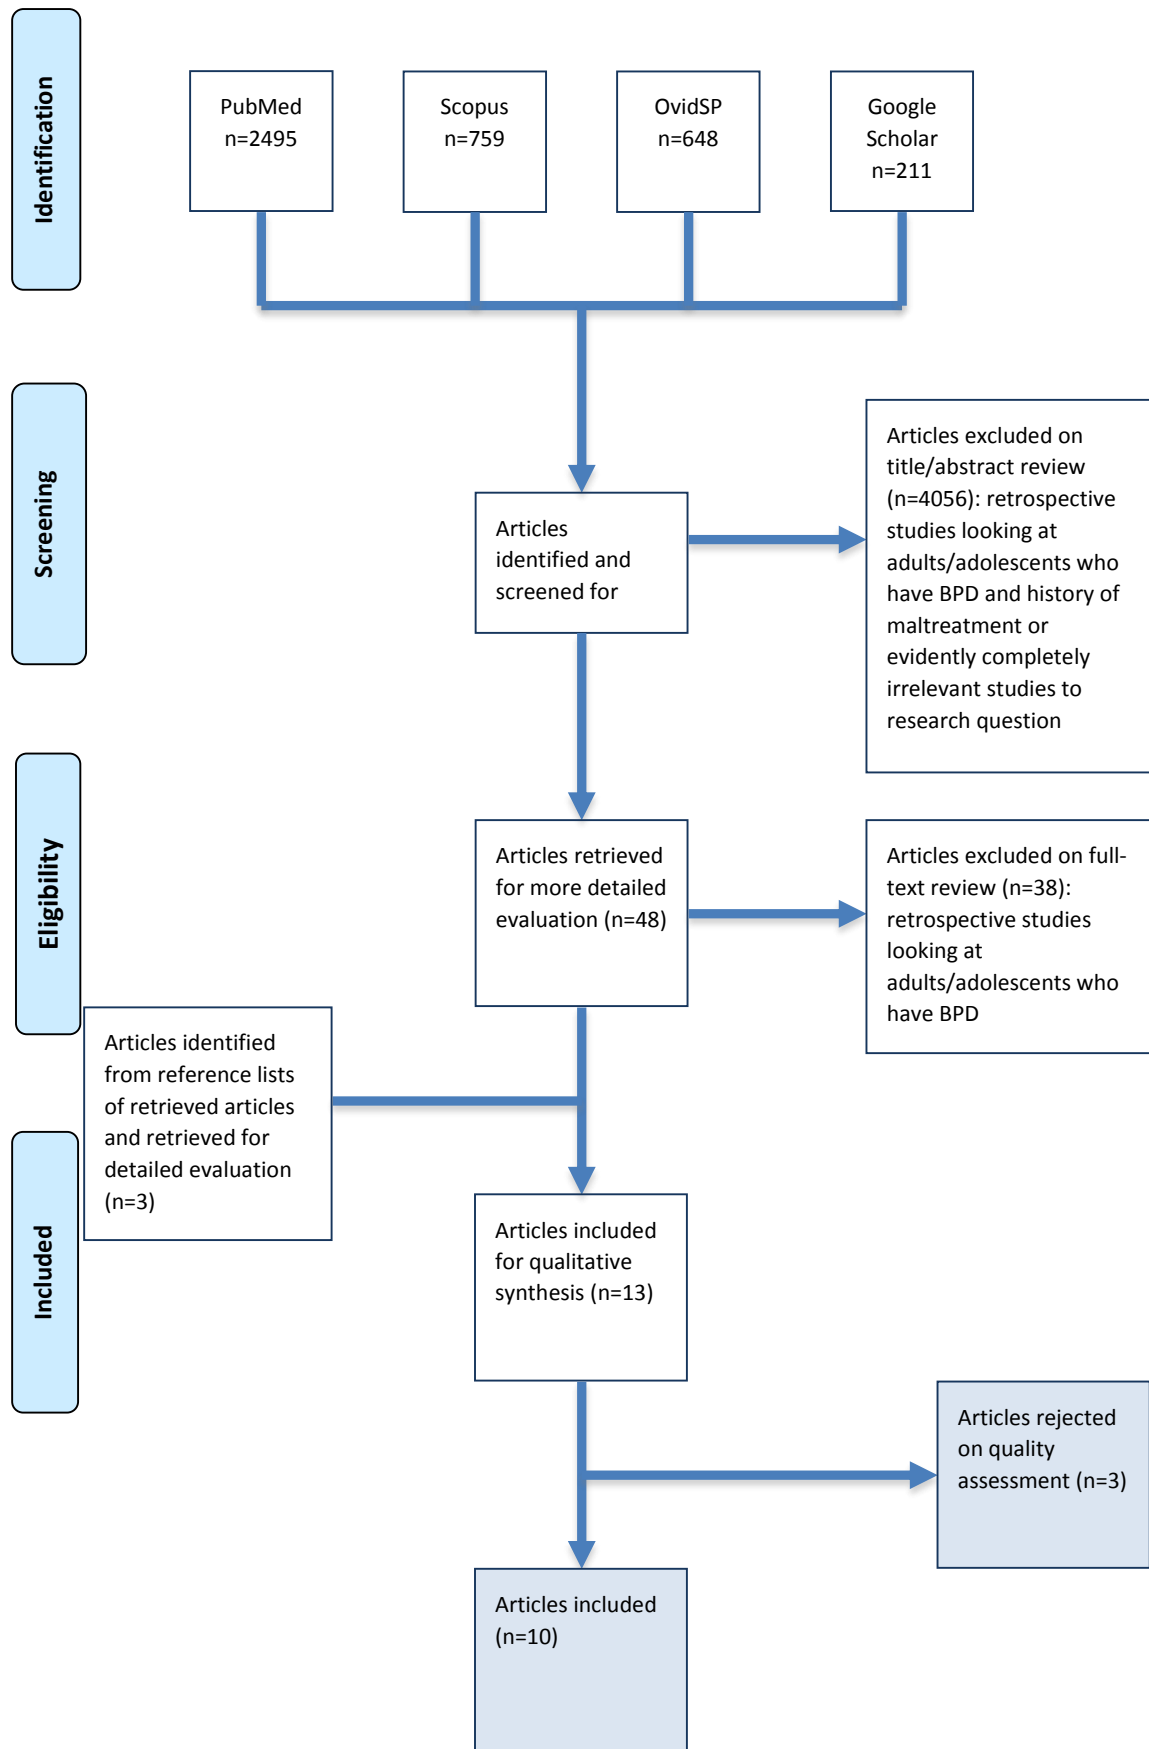 Identification
PubMed
n=2495
Scopus
n=759
OvidSP
n=648
Google
Scholar
n=211
Screening
Articles
identified and
screened for
Articles excluded on
title/abstract review
(n=4056): retrospective
studies looking at
adults/adolescents who
have BPD and history of
maltreatment or
evidently completely
irrelevant studies to
research question
Eligibility
Articles retrieved
for more detailed
evaluation (n=48)
Articles excluded on full-
text review (n=38):
retrospective studies
looking at
adults/adolescents who
have BPD
Articles identified
from reference lists
of retrieved articles
and retrieved for
detailed evaluation
(n=3)
Included
Articles included
for qualitative
synthesis (n=13)
Articles rejected
on quality
assessment (n=3)
Articles included
(n=10)